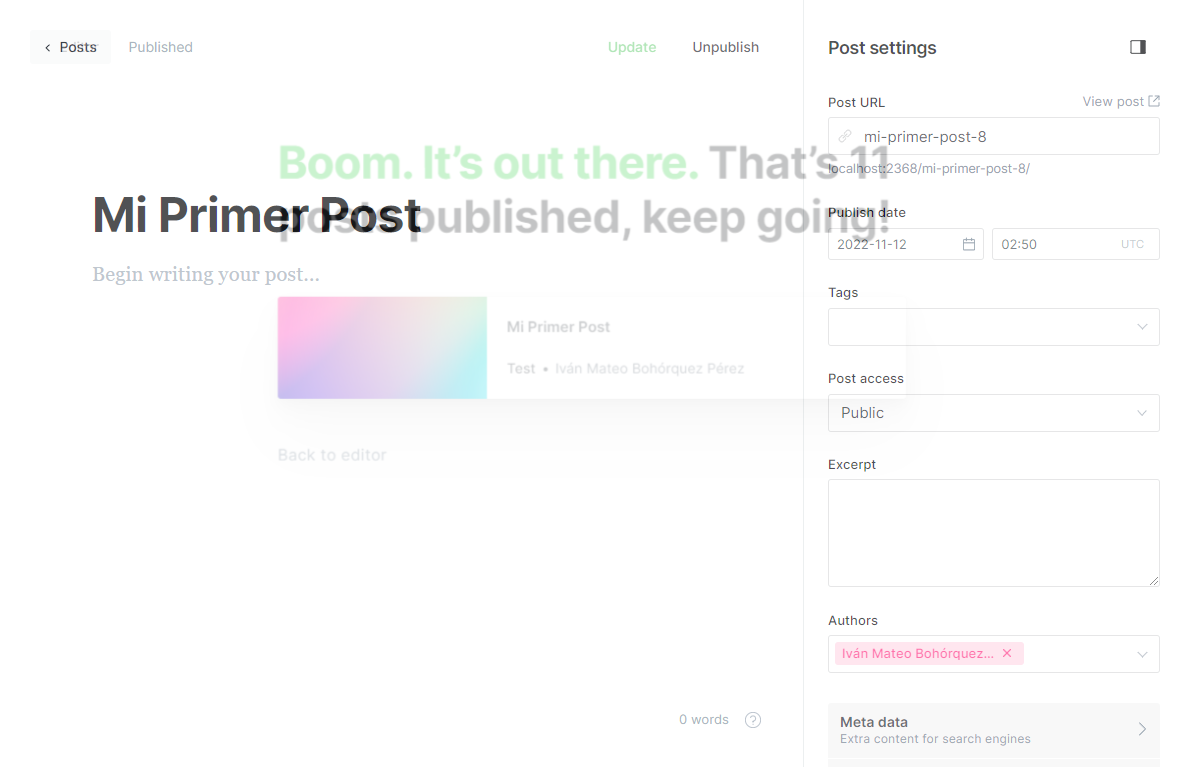 Posts
Published
Update
Unpublish
Boom. It's out there. That's 11
posts published, keep going!
Mi Primer Post
Begin writing your post...
Mi Primer Post
Test • Iván Mateo Bohórquez Pérez
Back to editor
0 words
?
Post settings
Post URL
View post
mi-primer-post-8
localhost:2368/mi-primer-post-8/
Publish date
2022-11-12
02:50
UTC
Tags
Post access
Public
Excerpt
Authors
Iván Mateo Bohórquez... ×
Meta data
Extra content for search engines